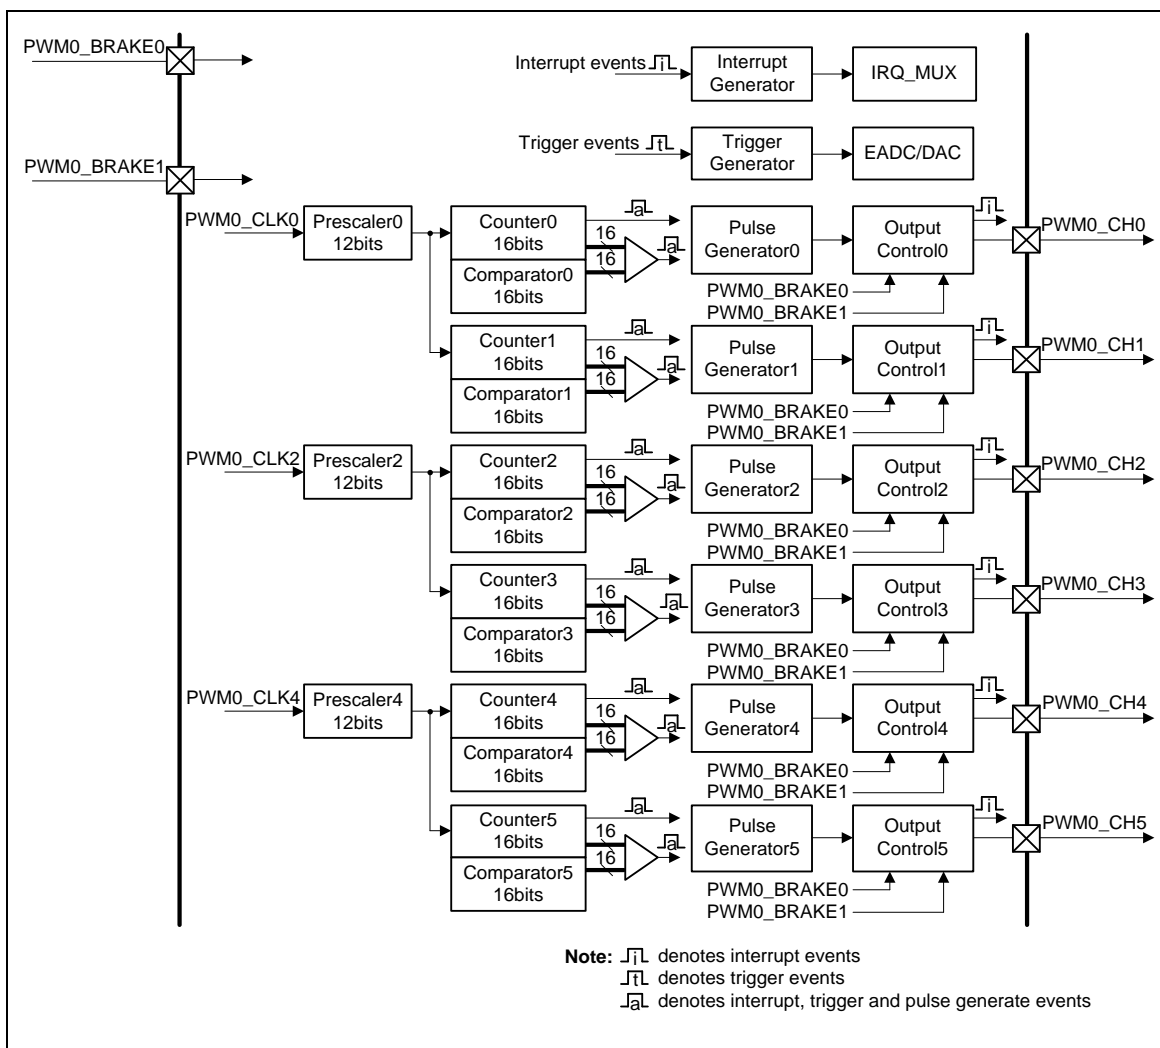 PWM0_BRAKE0
Interrupt events i
Interrupt
Generator
IRQ_MUX
Trigger events t
Trigger
Generator
EADC/DAC
PWM0_BRAKE1
PWM0_CLK0
Prescaler0
12bits
Counter0
16bits
Comparator0
16bits
a
16
16
a
Pulse
Generator0
Output
Control0
i
PWM0_CH0
PWM0_BRAKE0
PWM0_BRAKE1
Counter1
16bits
Comparator1
16bits
a
16
16
a
Pulse
Generator1
Output
Control1
i
PWM0_CH1
PWM0_BRAKE0
PWM0_BRAKE1
PWM0_CLK2
Prescaler2
12bits
Counter2
16bits
Comparator2
16bits
a
16
16
a
Pulse
Generator2
Output
Control2
i
PWM0_CH2
PWM0_BRAKE0
PWM0_BRAKE1
Counter3
16bits
Comparator3
16bits
a
16
16
a
Pulse
Generator3
Output
Control3
i
PWM0_CH3
PWM0_BRAKE0
PWM0_BRAKE1
PWM0_CLK4
Prescaler4
12bits
Counter4
16bits
Comparator4
16bits
a
16
16
a
Pulse
Generator4
Output
Control4
i
PWM0_CH4
PWM0_BRAKE0
PWM0_BRAKE1
Counter5
16bits
Comparator5
16bits
a
16
16
a
Pulse
Generator5
Output
Control5
i
PWM0_CH5
PWM0_BRAKE0
PWM0_BRAKE1
Note: i denotes interrupt events
t denotes trigger events
a denotes interrupt, trigger and pulse generate events